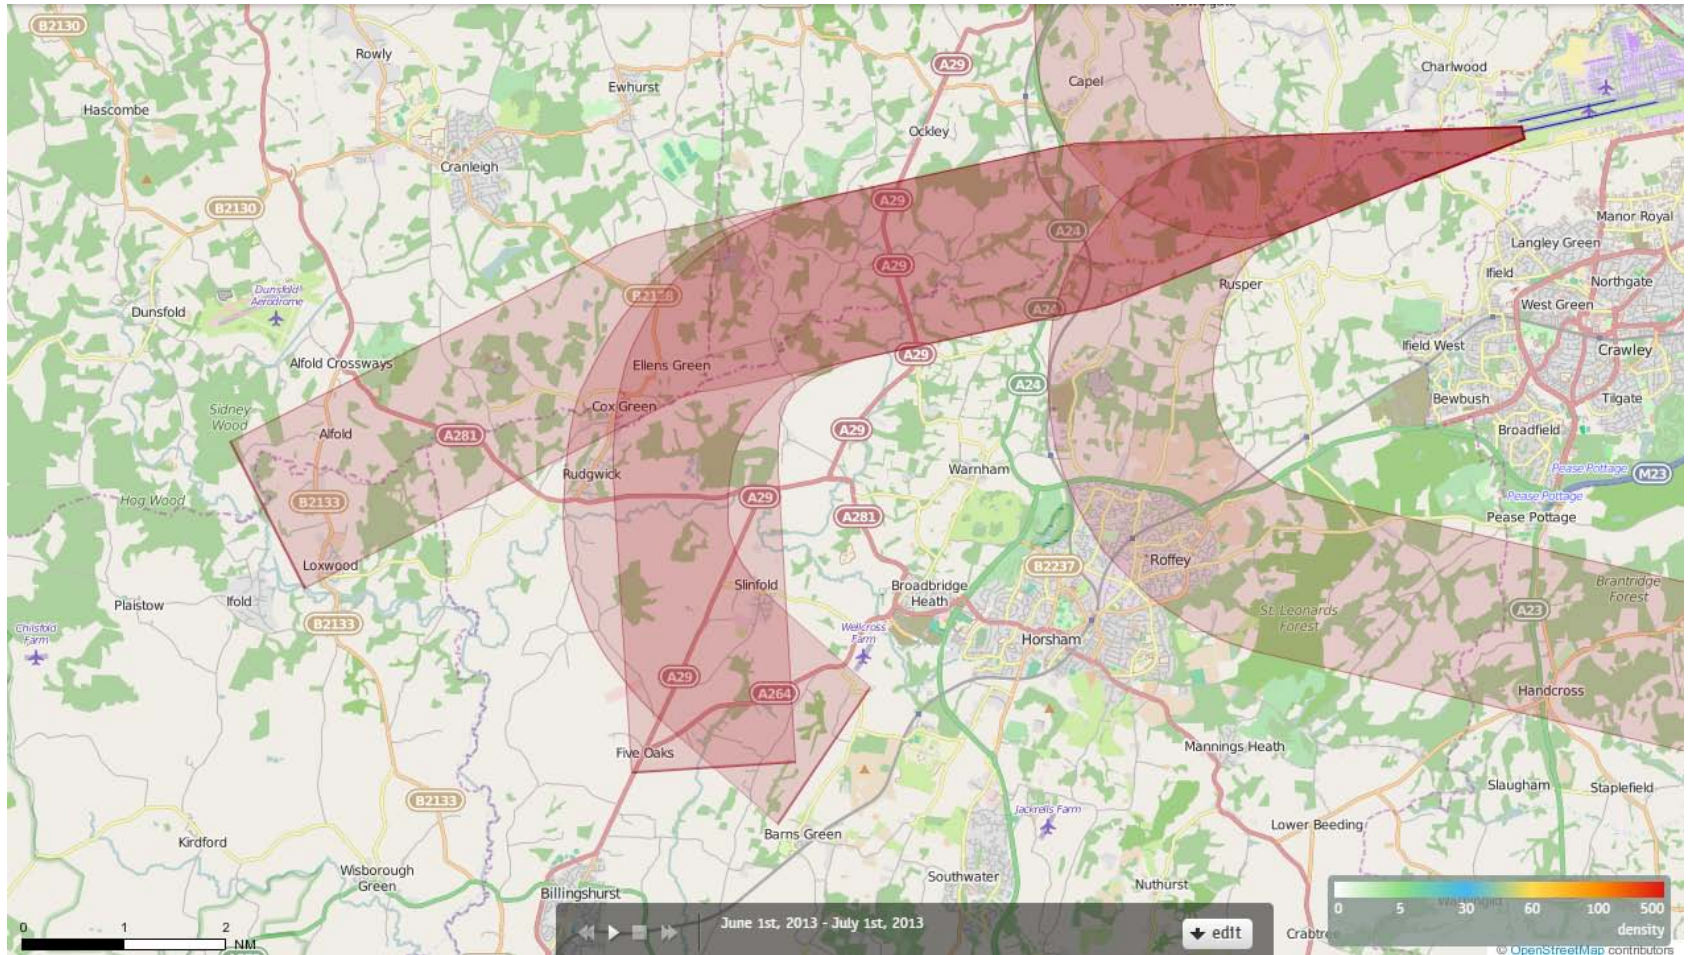 B2130
Rowly
A29
Charlwood
Capel
Ewhurst
Hascombe
Ockley
Cranleigh
B2130
A29
A24
Manor Royal
Langley Green
A29
Ifield
Rusper
Northgate
Dunsfold
Aerodrome
Dunsfold
A24
West Green
Ifield West
Crawley
A29
Alfold Crossways
Ellens Green
A24
Sidney
Wood
Cox Green
Bewbush
Tilgate
Alfold
A281
A29
Broadfield
Rudgwick
Warnham
Pease Pottage
M23
Hog Wood
B2133
A29
Pease Pottage
A281
Pease Pottage
Loxwood
Roffey
B2237
Slinfold
Broadbridge
Heath
Brantridge
Forest
Plaistow
Ifold
A23
St. Leonards
Forest
B2133
Chilsfold
Farm
Wellcross
Farm
Horsham
A29
A264
Handcross
Five Oaks
Mannings Heath
Slaugham
Staplefield
B2133
Jackrells Farm
Lower Beeding
Barns Green
Kirdford
Wisborough
Green
Southwater
Nuthurst
Billingshurst
0 1 2
NM
June 1st, 2013 - July 1st, 2013
edit
0 5 30 60 100 500
density
Crabtree
© OpenStreetMap contributors